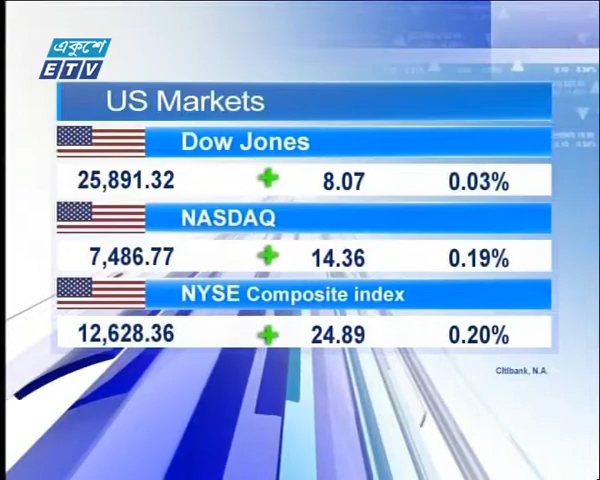 একুশে
ETV
US Markets
Dow Jones
25,891.32 + 8.07 0.03%
NASDAQ
7,486.77 + 14.36 0.19%
NYSE Composite index
12,628.36 + 24.89 0.20%
Citibank, N.A.